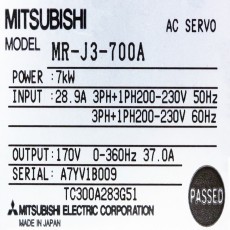 MITSUBISHI
AC SERVO
MODEL MR-J3-700A
POWER : 7kW
INPUT : 28.9A 3PH+1PH200-230V 50Hz
3PH+1PH200-230V 60Hz
OUTPUT: 170V 0-360Hz 37.0A
SERIAL: A7YV1B009
TC300A283G51
MITSUBISHI ELECTRIC CORPORATION
MADE IN JAPAN
PASSED